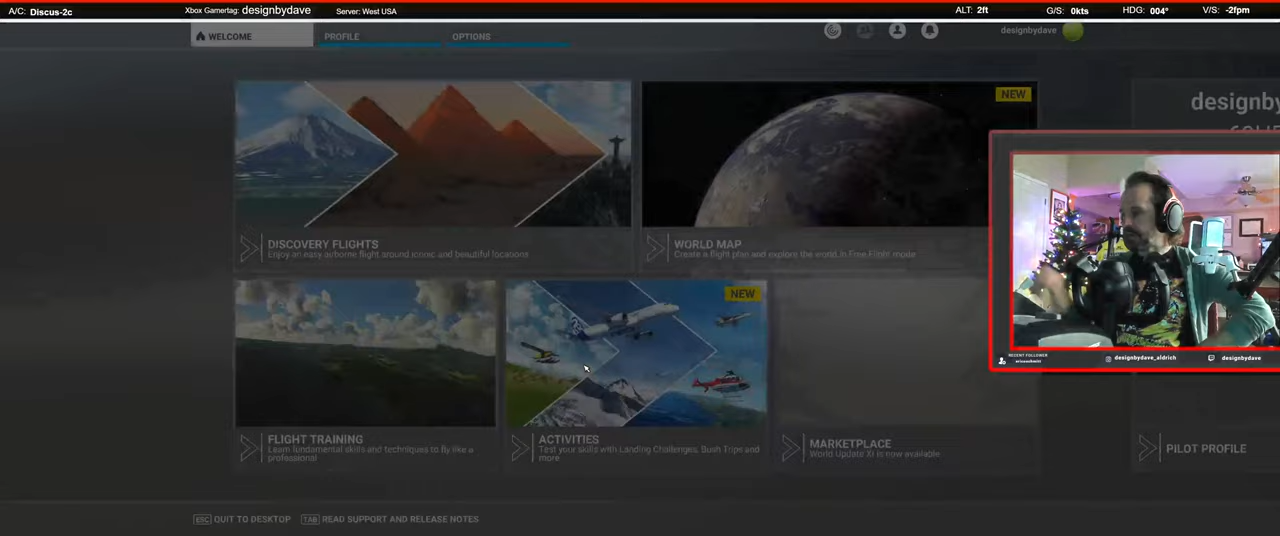 A/C: Discus-2c
Xbox Gamertag: designbydave
Server: West USA
ALT: 2ft
G/S: 0kts
HDG: 004°
V/S: -2fpm
WELCOME
PROFILE
OPTIONS
designbydave
NEW
designby
DISCOVERY FLIGHTS
Enjoy an easy airborne flight around iconic and beautiful locations
WORLD MAP
Create a flight plan and explore the world in Free Flight mode
RECENT FOLLOWER
designbydave_aldrich
designbydave
NEW
FLIGHT TRAINING
Learn fundamental skills and techniques to fly like a
professional
ACTIVITIES
Test your skills with Landing Challenges, Bush Trips and
more.
MARKETPLACE
World Update XI is now available
PILOT PROFILE
ESC QUIT TO DESKTOP
TAB READ SUPPORT AND RELEASE NOTES